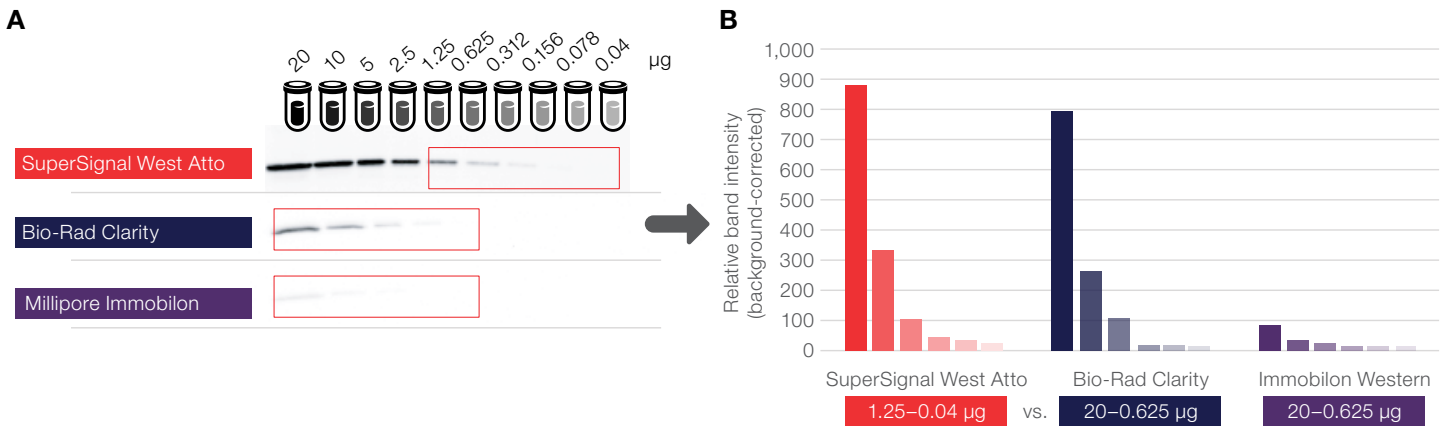 A
20 10 5 2.5 1.25 0.625 0.312 0.156 0.078 0.04 µg
SuperSignal West Atto
Bio-Rad Clarity
Millipore Immobilon
B
Relative band intensity
(background-corrected)
1,000
900
800
700
600
500
400
300
200
100
0
SuperSignal West Atto Bio-Rad Clarity Immobilon Western
1.25–0.04 µg vs. 20–0.625 µg 20–0.625 µg